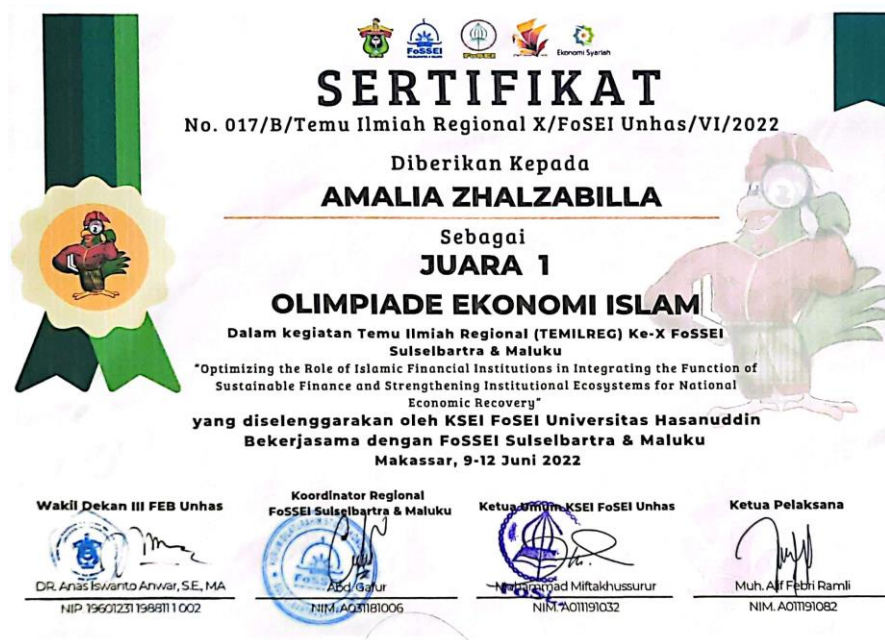 FoSSEI
FoSEI
Ekonomi Syariah
SERTIFIKAT
No. 017/B/Temu Ilmiah Regional X/FoSEI Unhas/VI/2022
Diberikan Kepada
AMALIA ZHALZABILLA
Sebagai
JUARA 1
OLIMPIADE EKONOMI ISLAM
Dalam kegiatan Temu Ilmiah Regional (TEMILREG) Ke-X FoSSEI
Sulselbartra & Maluku
"Optimizing the Role of Islamic Financial Institutions in Integrating the Function of
Sustainable Finance and Strengthening Institutional Ecosystems for National
Economic Recovery"
yang diselenggarakan oleh KSEI FoSEI Universitas Hasanuddin
Bekerjasama dengan FoSSEI Sulselbartra & Maluku
Makassar, 9-12 Juni 2022
Wakil Dekan III FEB Unhas
DR. Anas Iswanto Anwar, S.E., MA
NIP 19601231 198811 1 002
Koordinator Regional
FoSSEI Sulselbartra & Maluku
Abd Gafur
NIM. A031181006
Ketua Umum KSEI FoSEI Unhas
Muhammad Miftakhussurur
NIM. A011191032
Ketua Pelaksana
Muh. Alif Febri Ramli
NIM. A011191082